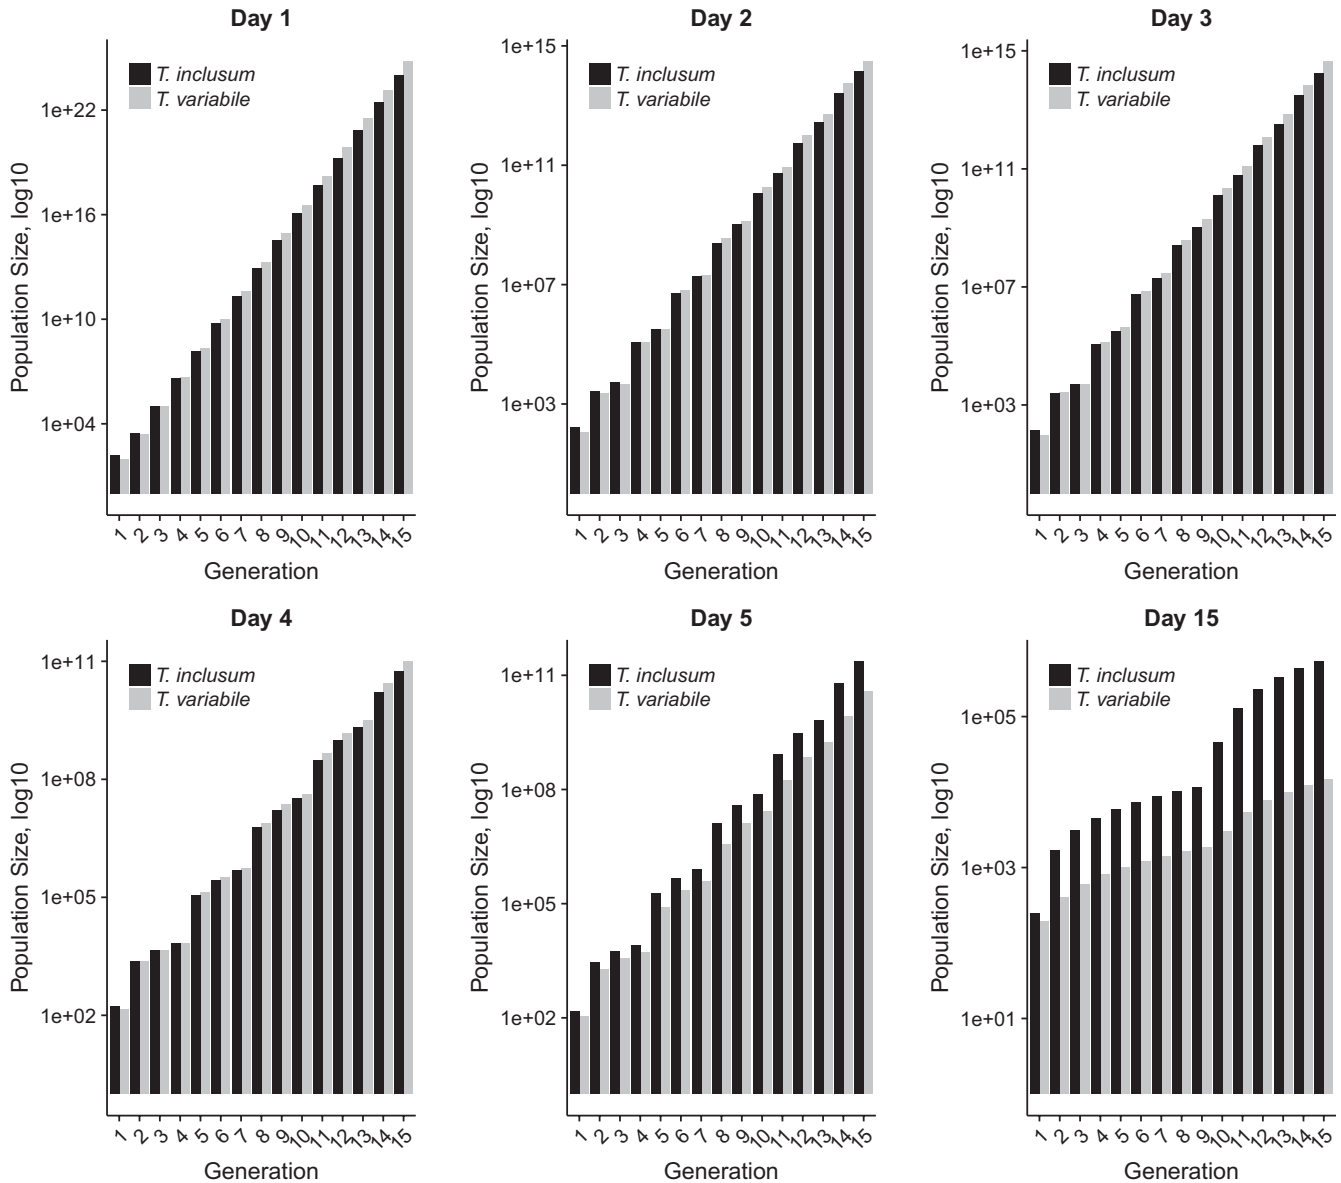 Day 1
Population Size, log10
1e+22
1e+16
1e+10
1e+04
T. inclusum
T. variabile
1 2 3 4 5 6 7 8 9 10 11 12 13 14 15
Generation
Day 2
Population Size, log10
1e+15
1e+11
1e+07
1e+03
T. inclusum
T. variabile
1 2 3 4 5 6 7 8 9 10 11 12 13 14 15
Generation
Day 3
Population Size, log10
1e+15
1e+11
1e+07
1e+03
T. inclusum
T. variabile
1 2 3 4 5 6 7 8 9 10 11 12 13 14 15
Generation
Day 4
Population Size, log10
1e+11
1e+08
1e+05
1e+02
T. inclusum
T. variabile
1 2 3 4 5 6 7 8 9 10 11 12 13 14 15
Generation
Day 5
Population Size, log10
1e+11
1e+08
1e+05
1e+02
T. inclusum
T. variabile
1 2 3 4 5 6 7 8 9 10 11 12 13 14 15
Generation
Day 15
Population Size, log10
1e+05
1e+03
1e+01
T. inclusum
T. variabile
1 2 3 4 5 6 7 8 9 10 11 12 13 14 15
Generation